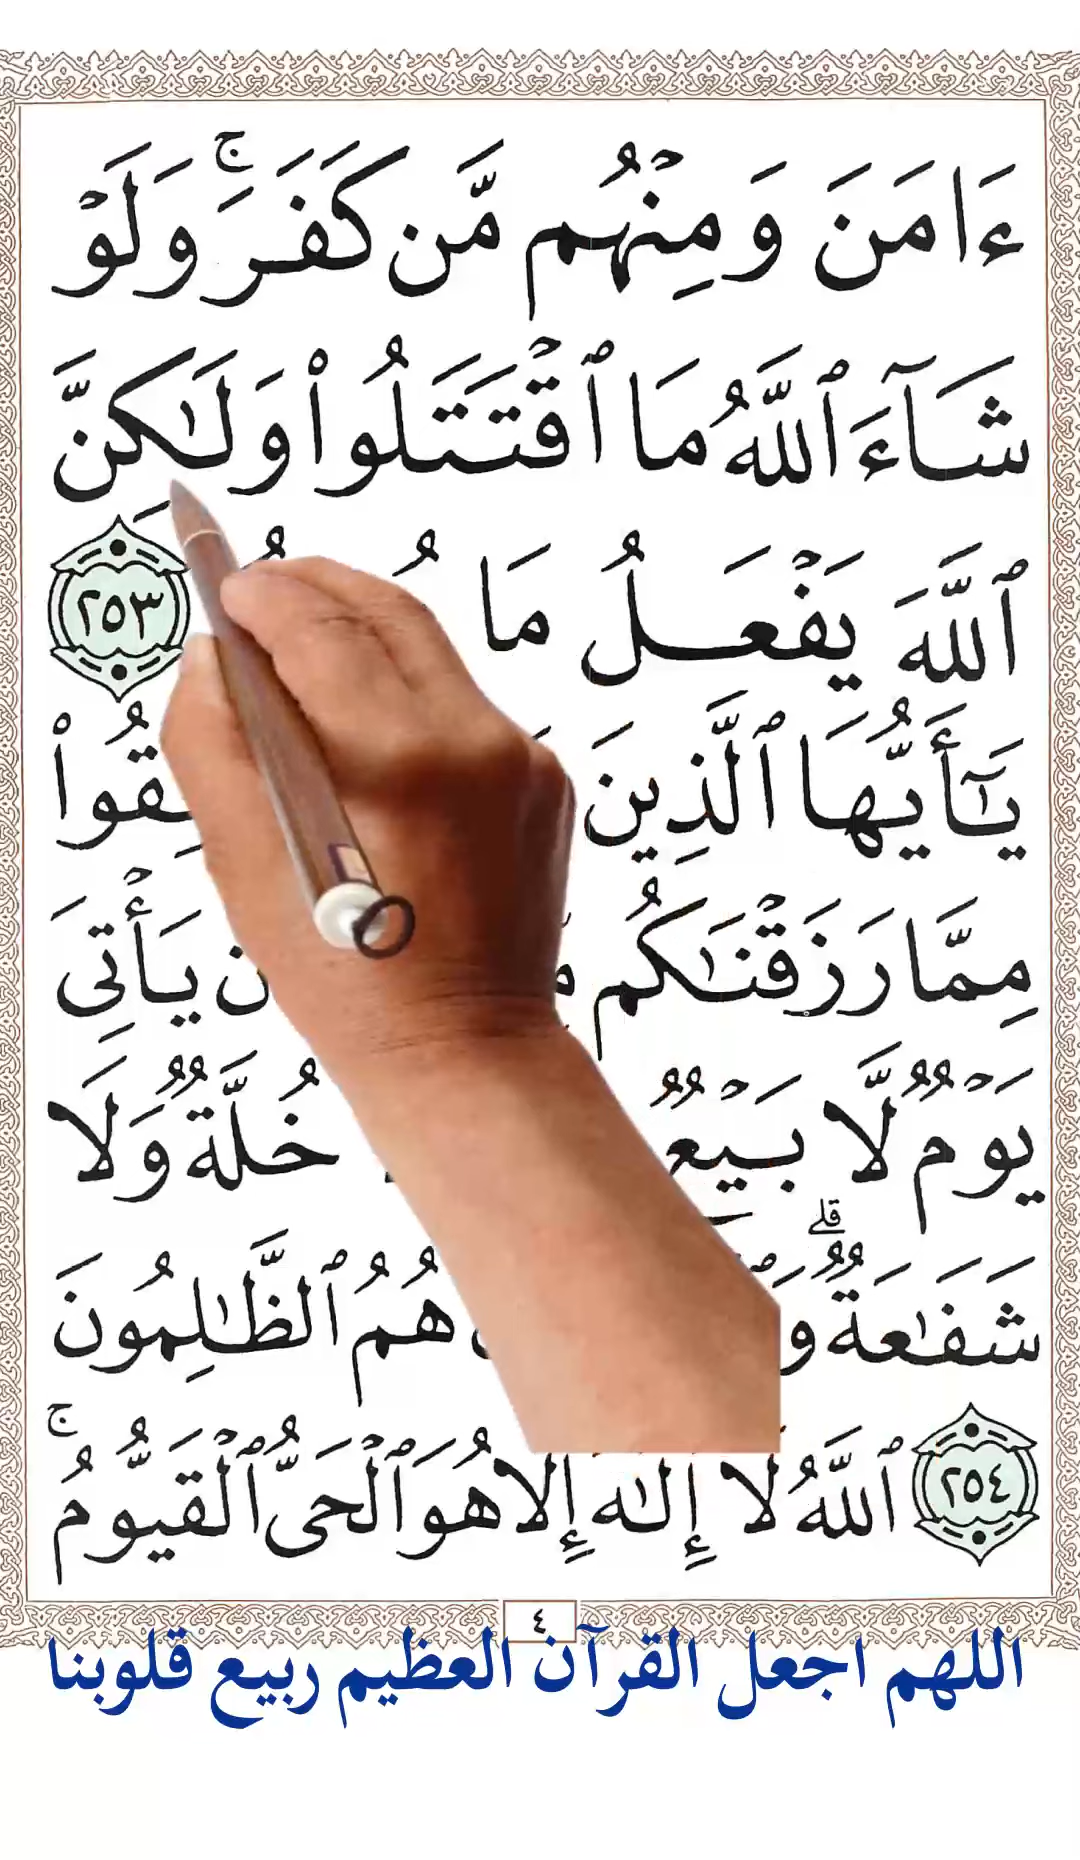 ءَامَنَ وَمِنْهُم مَّن كَفَرَ ۚ وَلَوْ
شَآءَ ٱللَّهُ مَا ٱقْتَتَلُوا۟ وَلَٰكِنَّ
ٱللَّهَ يَفْعَلُ مَا ٢٥٣
يَٰٓأَيُّهَا ٱلَّذِينَ
مِمَّا رَزَقْنَٰكُم يَأْتِىَ
يَوْمٌ لَّا بَيْعٌ خُلَّةٌ وَلَا
شَفَٰعَةٌ ۗ هُمُ ٱلظَّٰلِمُونَ
٢٥٤ ٱللَّهُ لَا إِلَٰهَ إِلَّا هُوَ ٱلْحَىُّ ٱلْقَيُّومُ ۚ
٤
اللهم اجعل القرآن العظيم ربيع قلوبنا